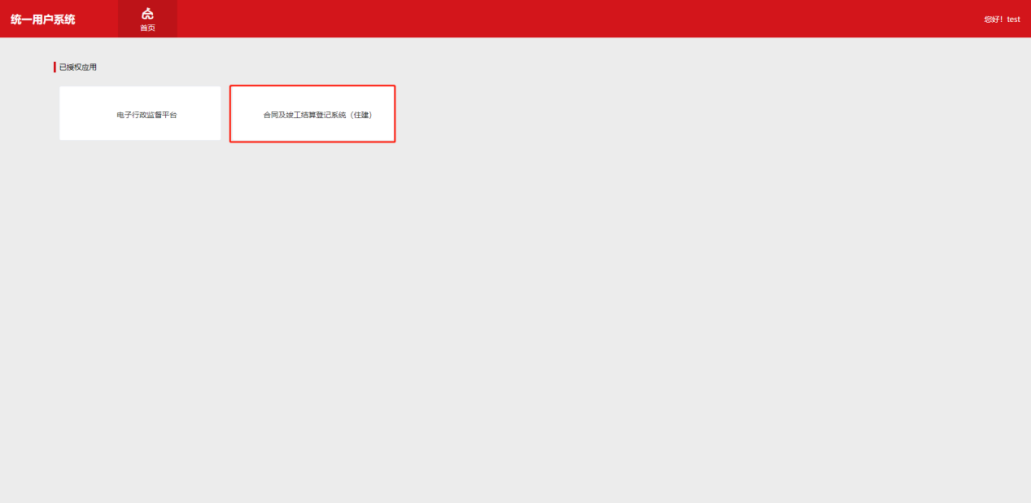 统一用户系统
首页
您好！test
已授权应用
电子行政监督平台
合同及竣工结算登记系统（住建）